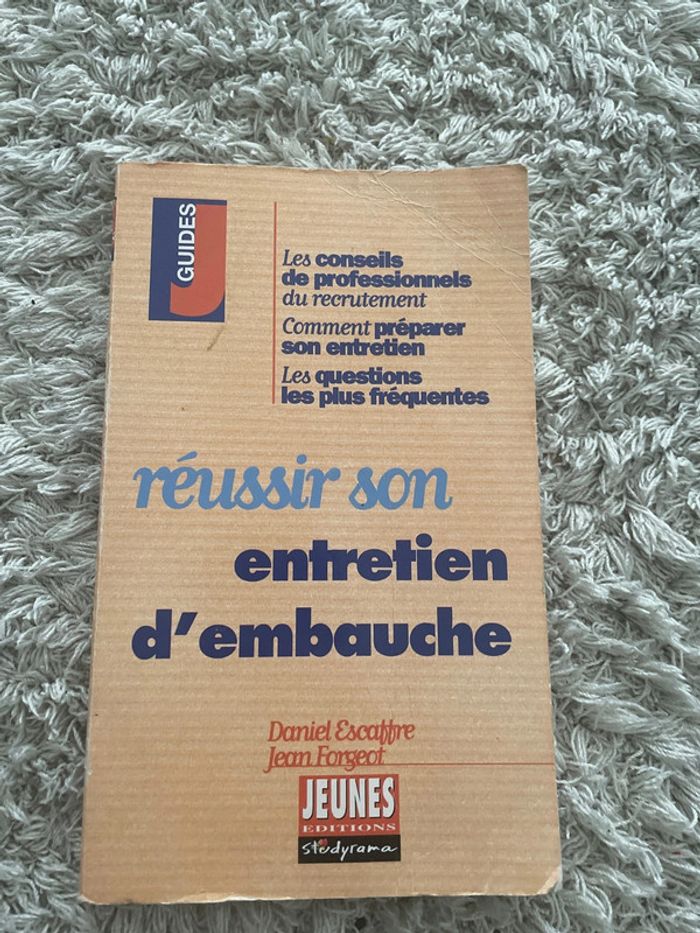 GUIDES
Les conseils
de professionnels
du recrutement
Comment préparer
son entretien
Les questions
les plus fréquentes
réussir son
entretien
d'embauche
Daniel Escaffre
Jean Forgeot
JEUNES
EDITIONS
studyrama